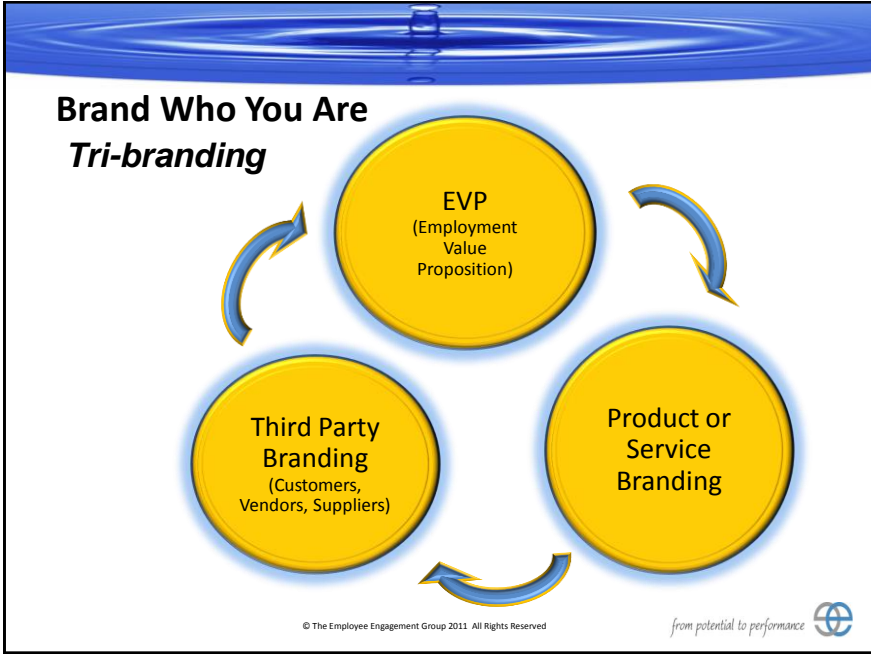 Brand Who You Are
Tri-branding
EVP
(Employment
Value
Proposition)
Product or
Service
Branding
Third Party
Branding
(Customers,
Vendors, Suppliers)
© The Employee Engagement Group 2011 All Rights Reserved
from potential to performance